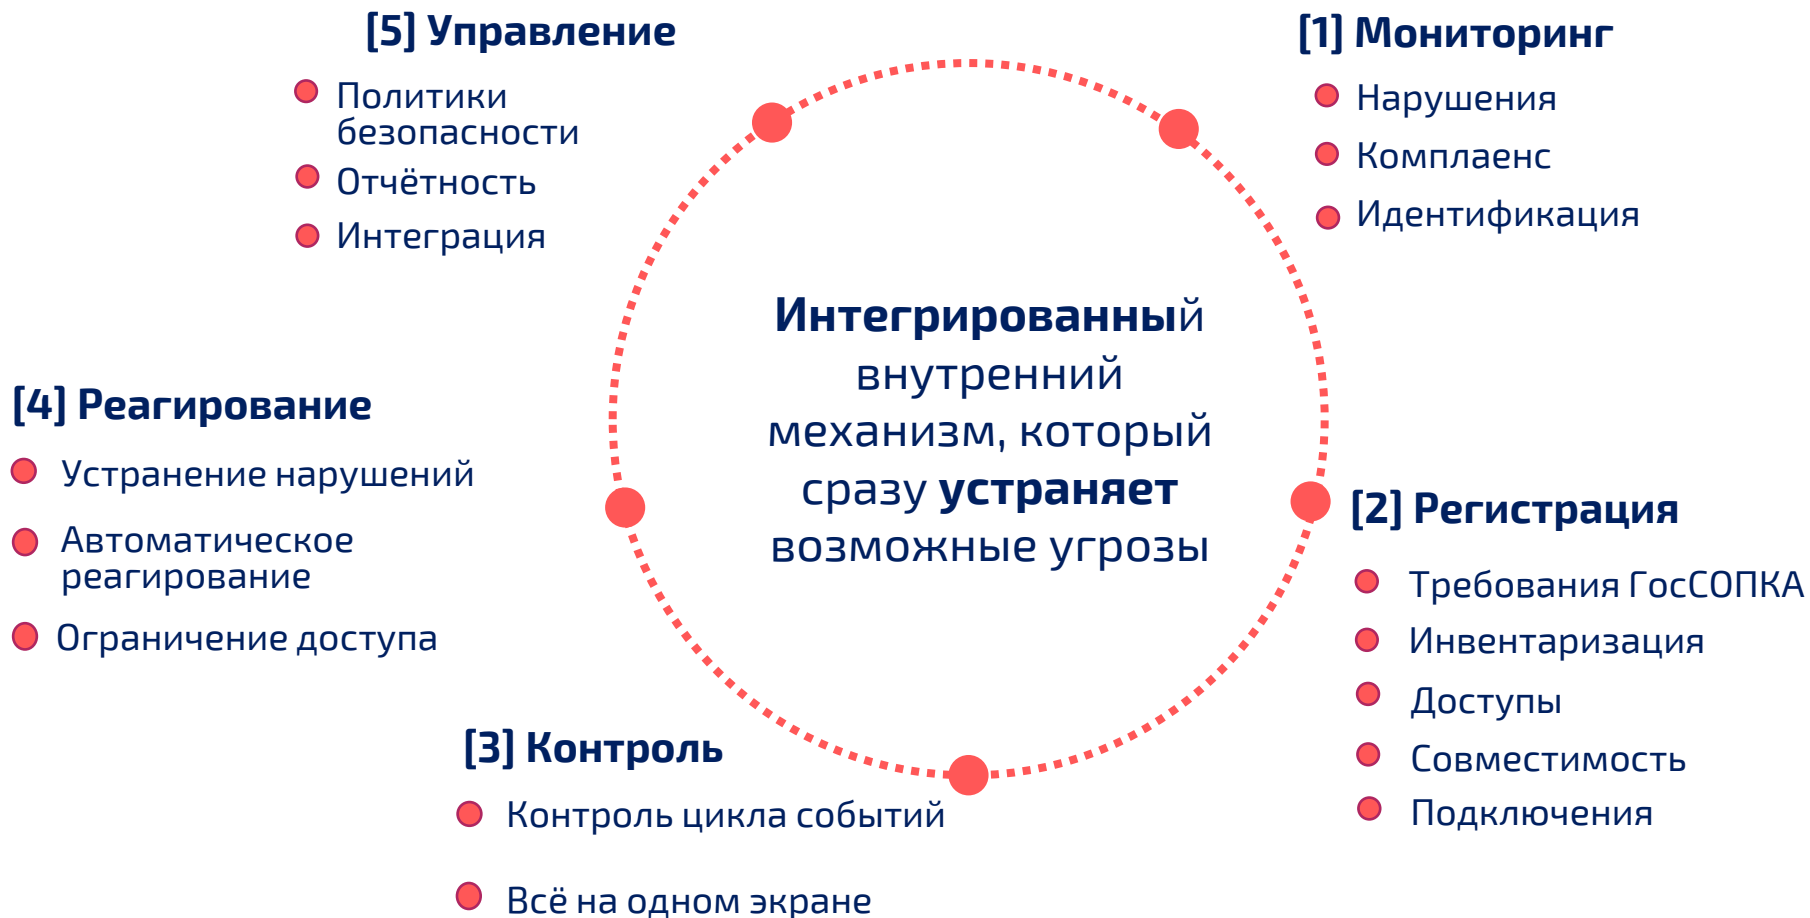 [5] Управление
Политики
безопасности
Отчётность
Интеграция
[1] Мониторинг
Нарушения
Комплаенс
Идентификация
Интегрированный
внутренний
механизм, который
сразу устраняет
возможные угрозы
[4] Реагирование
Устранение нарушений
Автоматическое
реагирование
Ограничение доступа
[2] Регистрация
Требования ГосСОПКА
Инвентаризация
Доступы
Совместимость
Подключения
[3] Контроль
Контроль цикла событий
Всё на одном экране